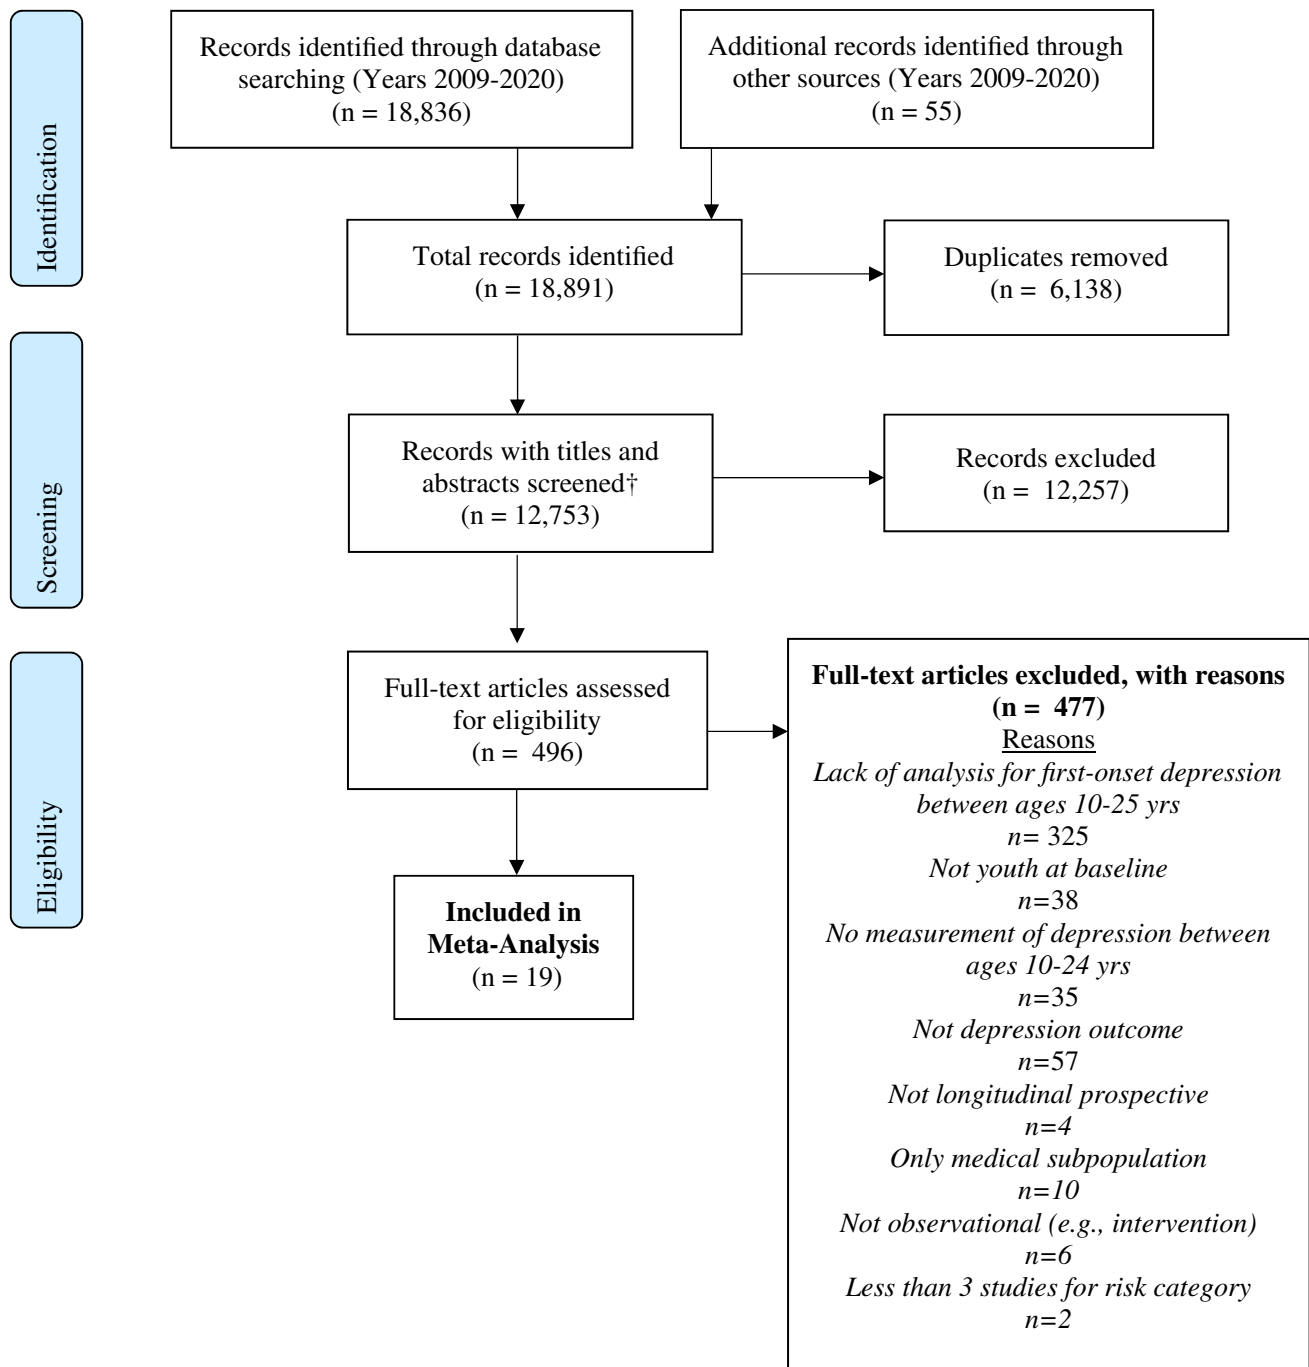 Identification
Records identified through database
searching (Years 2009-2020)
(n = 18,836)
Additional records identified through
other sources (Years 2009-2020)
(n = 55)
Total records identified
(n = 18,891)
Duplicates removed
(n =  6,138)
Screening
Records with titles and
abstracts screened†
(n = 12,753)
Records excluded
(n =  12,257)
Eligibility
Full-text articles assessed
for eligibility
(n =  496)
Full-text articles excluded, with reasons
(n =  477)
Reasons
Lack of analysis for first-onset depression
between ages 10-25 yrs
n= 325
Not youth at baseline
n=38
No measurement of depression between
ages 10-24 yrs
n=35
Not depression outcome
n=57
Not longitudinal prospective
n=4
Only medical subpopulation
n=10
Not observational (e.g., intervention)
n=6
Less than 3 studies for risk category
n=2
Included in
Meta-Analysis
(n = 19)